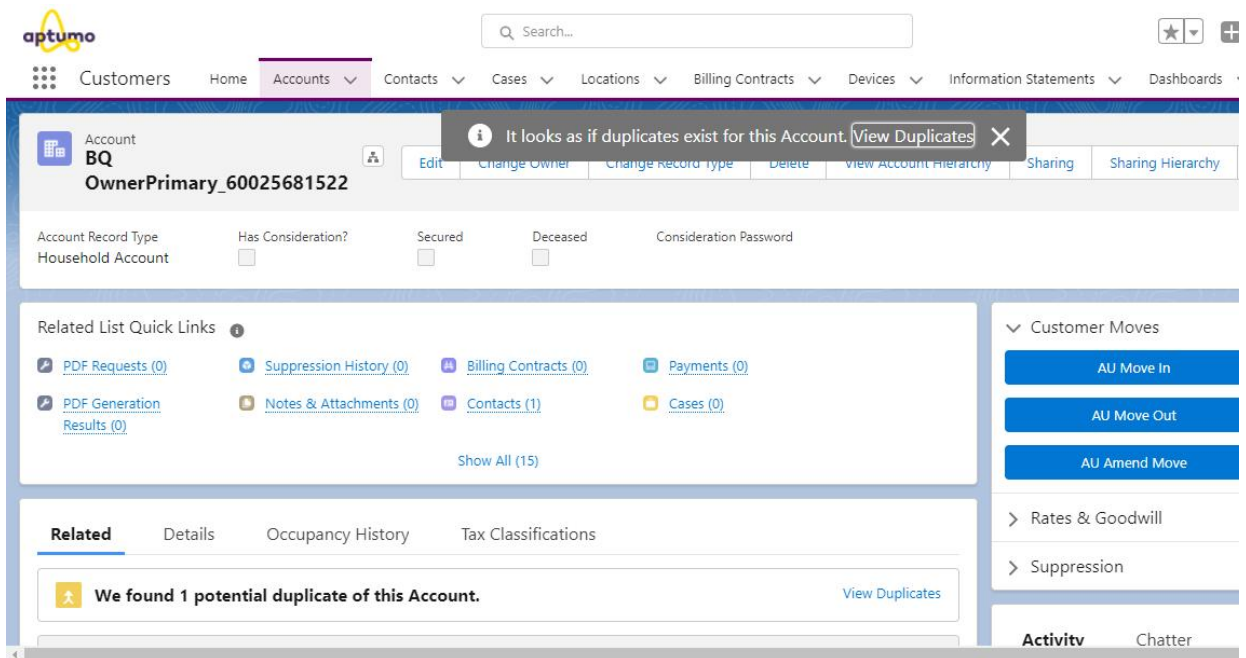 aptumo
Search...
Customers Home Accounts Contacts Cases Locations Billing Contracts Devices Information Statements Dashboards
It looks as if duplicates exist for this Account. View Duplicates
Account
BQ
OwnerPrimary_60025681522
Edit Change Owner Change Record Type Delete View Account Hierarchy Sharing Sharing Hierarchy
Account Record Type Has Consideration? Secured Deceased Consideration Password
Household Account
Related List Quick Links
PDF Requests (0) Suppression History (0) Billing Contracts (0) Payments (0)
PDF Generation Notes & Attachments (0) Contacts (1) Cases (0)
Results (0)
Show All (15)
Customer Moves
AU Move In
AU Move Out
AU Amend Move
Rates & Goodwill
Suppression
Related Details Occupancy History Tax Classifications
We found 1 potential duplicate of this Account. View Duplicates
Activity Chatter